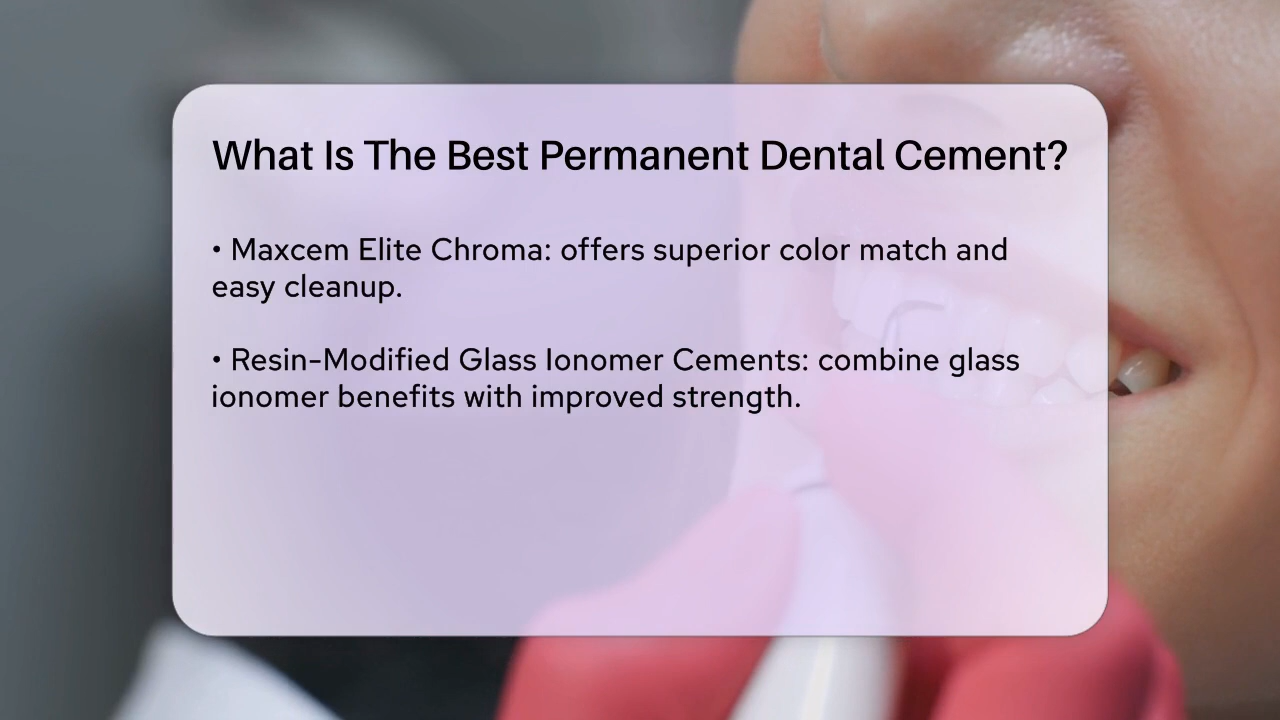 What Is The Best Permanent Dental Cement?
• Maxcem Elite Chroma: offers superior color match and
easy cleanup.
• Resin-Modified Glass Ionomer Cements: combine glass
ionomer benefits with improved strength.